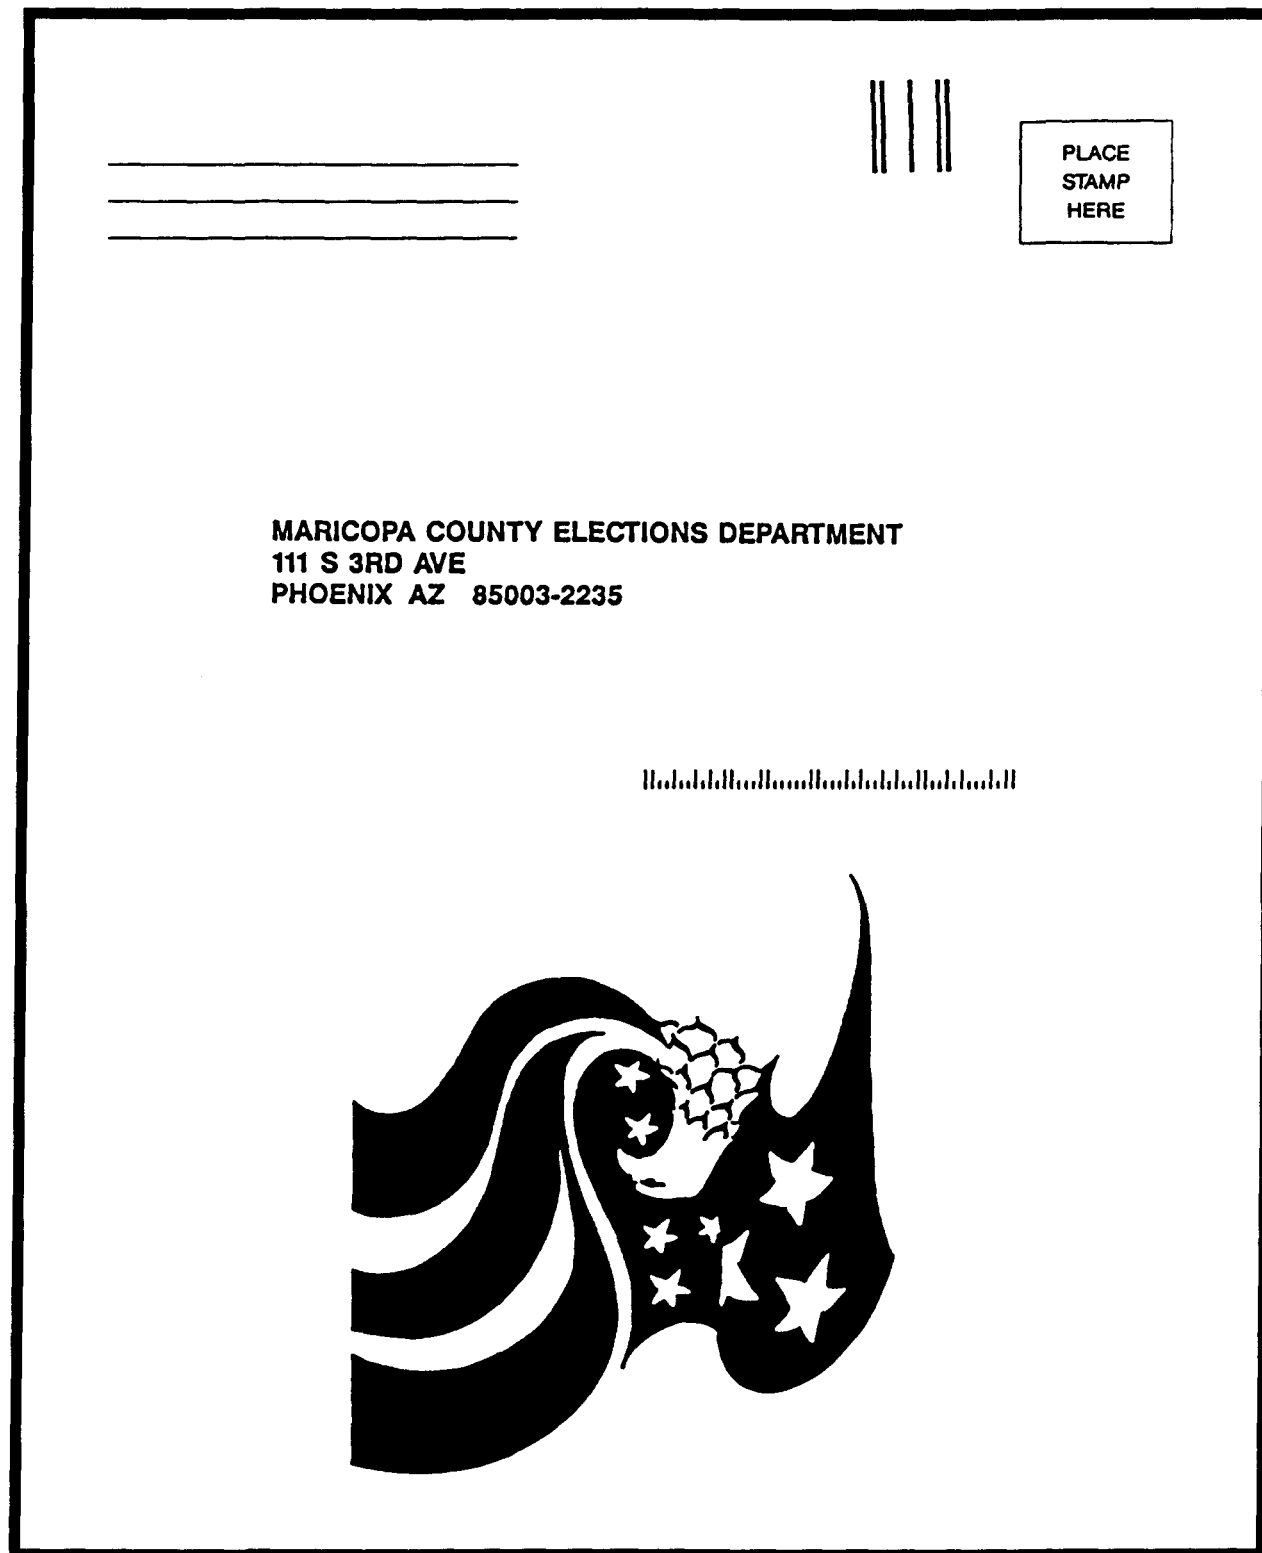 PLACE
STAMP
HERE
MARICOPA COUNTY ELECTIONS DEPARTMENT
111 S 3RD AVE
PHOENIX AZ 85003-2235